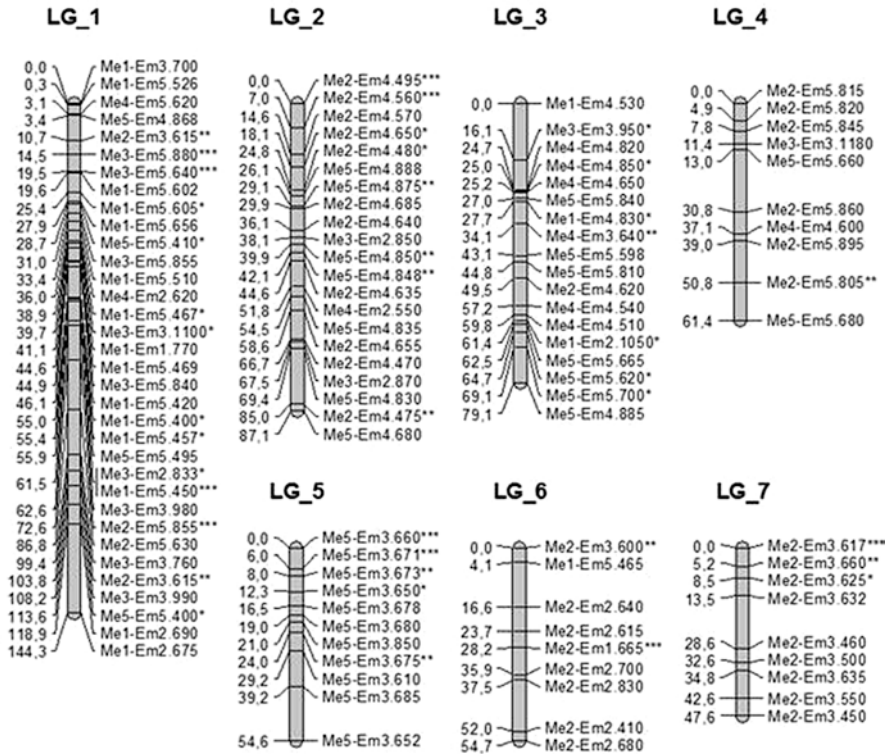 LG_1
0,0 Me1-Em3.700
0,3 Me1-Em5.526
3,1 Me4-Em5.620
3,4 Me5-Em4.868
10,7 Me2-Em3.615**
14,5 Me3-Em5.880***
19,5 Me3-Em5.640***
19,6 Me1-Em5.602
25,4 Me1-Em5.605*
27,9 Me1-Em5.656
28,7 Me5-Em5.410*
31,0 Me3-Em5.855
33,4 Me1-Em5.510
36,0 Me4-Em2.620
38,9 Me1-Em5.467*
39,7 Me3-Em3.1100*
41,1 Me1-Em1.770
44,6 Me1-Em5.469
44,9 Me3-Em5.840
46,1 Me1-Em5.420
55,0 Me1-Em5.400*
55,4 Me1-Em5.457*
55,9 Me5-Em5.495
61,5 Me3-Em2.833*
Me1-Em5.450***
62,6 Me3-Em3.980
72,6 Me2-Em5.855***
86,8 Me2-Em5.630
99,4 Me3-Em3.760
103,8 Me2-Em3.615**
108,2 Me3-Em3.990
113,6 Me5-Em5.400*
118,9 Me1-Em2.690
144,3 Me1-Em2.675
LG_2
0,0 Me2-Em4.495***
7,0 Me2-Em4.560***
14,6 Me2-Em4.570
18,1 Me2-Em4.650*
24,8 Me2-Em4.480*
26,1 Me5-Em4.888
29,1 Me5-Em4.875**
29,9 Me2-Em4.685
36,1 Me2-Em4.640
38,1 Me3-Em2.850
39,9 Me5-Em4.850**
42,1 Me5-Em4.848**
44,6 Me2-Em4.635
51,8 Me4-Em2.550
54,5 Me5-Em4.835
58,6 Me2-Em4.655
66,7 Me2-Em4.470
67,5 Me3-Em2.870
69,4 Me5-Em4.830
85,0 Me2-Em4.475**
87,1 Me5-Em4.680
LG_3
0,0 Me1-Em4.530
16,1 Me3-Em3.950*
24,7 Me4-Em4.820
25,0 Me4-Em4.850*
25,2 Me4-Em4.650
27,0 Me5-Em5.840
27,7 Me1-Em4.830*
34,1 Me4-Em3.640**
43,1 Me5-Em5.598
44,8 Me5-Em5.810
49,5 Me2-Em4.620
57,2 Me4-Em4.540
59,8 Me4-Em4.510
61,4 Me1-Em2.1050*
62,5 Me5-Em5.665
64,7 Me5-Em5.620*
69,1 Me5-Em5.700*
79,1 Me5-Em4.885
LG_4
0,0 Me2-Em5.815
4,9 Me2-Em5.820
7,8 Me2-Em5.845
11,4 Me3-Em3.1180
13,0 Me5-Em5.660
30,8 Me2-Em5.860
37,1 Me4-Em4.600
39,0 Me2-Em5.895
50,8 Me2-Em5.805**
61,4 Me5-Em5.680
LG_5
0,0 Me5-Em3.660***
6,0 Me5-Em3.671***
8,0 Me5-Em3.673**
12,3 Me5-Em3.650*
16,5 Me5-Em3.678
19,0 Me5-Em3.680
21,0 Me5-Em3.850
24,0 Me5-Em3.675**
29,2 Me5-Em3.610
39,2 Me5-Em3.685
54,6 Me5-Em3.652
LG_6
0,0 Me2-Em3.600**
4,1 Me1-Em5.465
16,6 Me2-Em2.640
23,7 Me2-Em2.615
28,2 Me2-Em1.665***
35,9 Me2-Em2.700
37,5 Me2-Em2.830
52,0 Me2-Em2.410
54,7 Me2-Em2.680
LG_7
0,0 Me2-Em3.617***
5,2 Me2-Em3.660**
8,5 Me2-Em3.625*
13,5 Me2-Em3.632
28,6 Me2-Em3.460
32,6 Me2-Em3.500
34,8 Me2-Em3.635
42,6 Me2-Em3.550
47,6 Me2-Em3.450